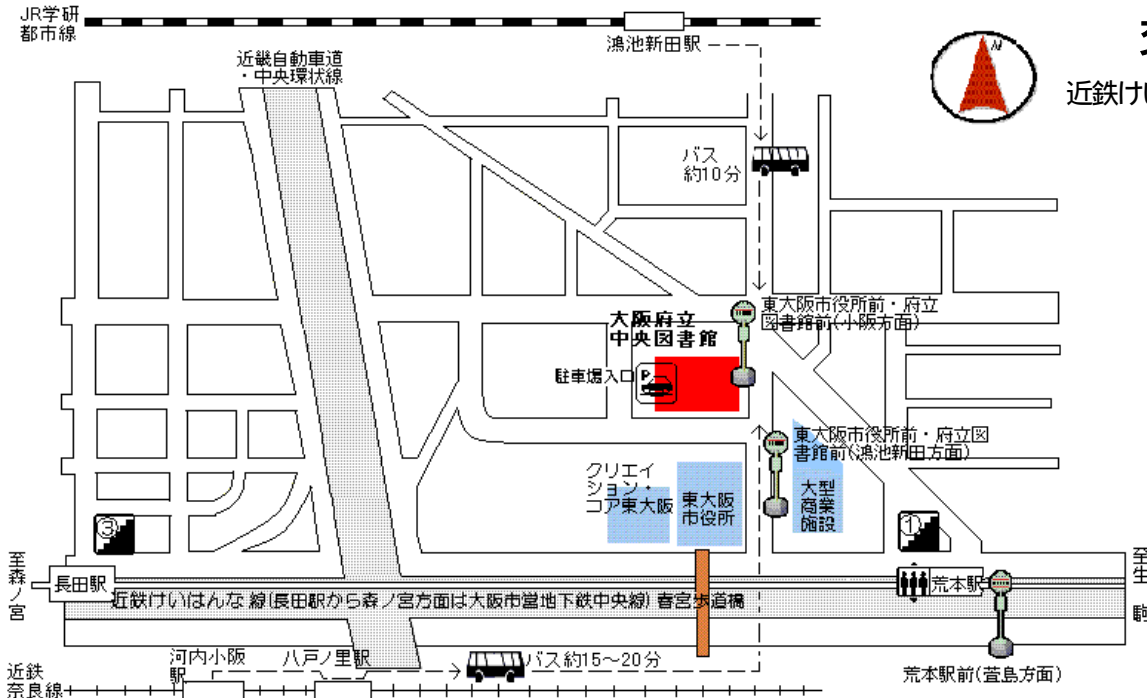 JR学研
都市線
鴻池新田駅
近畿自動車道
・中央環状線
N
近鉄け
バス
約10分
東大阪市役所前・府立
図書館前(小阪方面)
大阪府立
中央図書館
駐車場入口
P
東大阪市役所前・府立図
書館前(鴻池新田方面)
クリエイ
ション・
コア東大阪
東大阪
市役所
大型
商業
施設
③
①
至森ノ宮
長田駅
荒本駅
至生駒
近鉄けいはんな線(長田駅から森ノ宮方面は大阪市営地下鉄中央線) 春宮歩道橋
河内小阪
駅
八戸ノ里駅
バス約15～20分
荒本駅前(萱島方面)
近鉄
奈良線